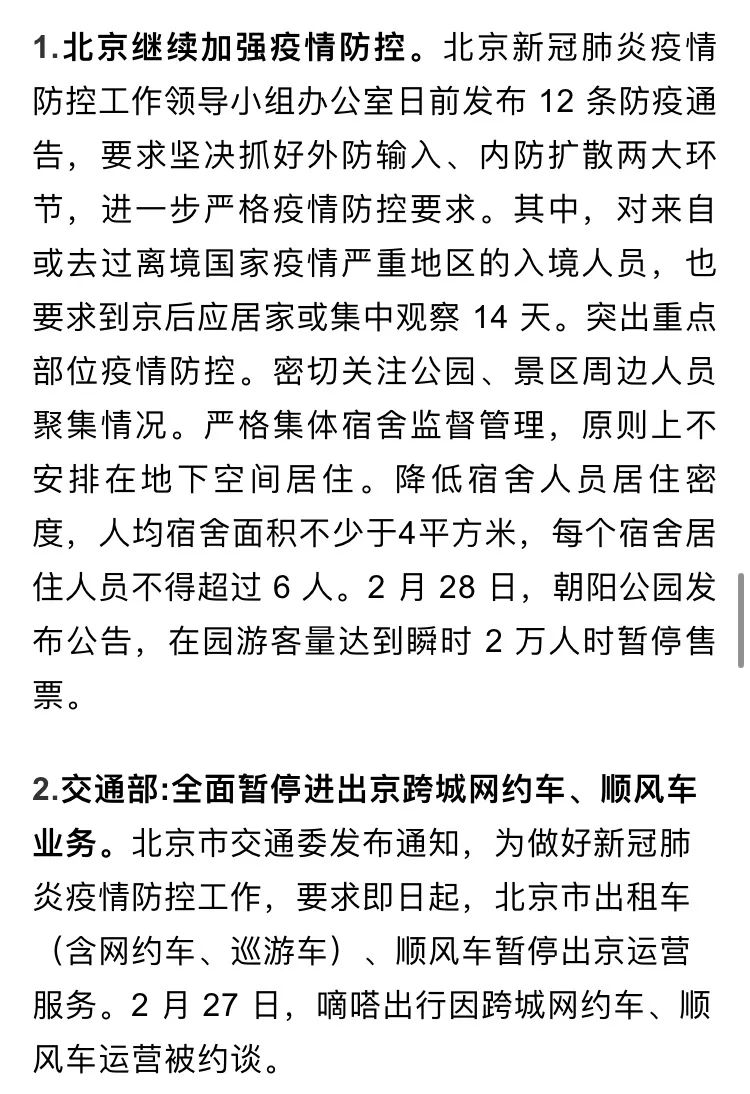 1.北京继续加强疫情防控。北京新冠肺炎疫情
防控工作领导小组办公室日前发布 12 条防疫通
告，要求坚决抓好外防输入、内防扩散两大环
节，进一步严格疫情防控要求。其中，对来自
或去过离境国家疫情严重地区的入境人员，也
要求到京后应居家或集中观察 14 天。突出重点
部位疫情防控。密切关注公园、景区周边人员
聚集情况。严格集体宿舍监督管理，原则上不
安排在地下空间居住。降低宿舍人员居住密
度，人均宿舍面积不少于4平方米，每个宿舍居
住人员不得超过 6 人。2 月 28 日，朝阳公园发
布公告，在园游客量达到瞬时 2 万人时暂停售
票。
2.交通部:全面暂停进出京跨城网约车、顺风车
业务。北京市交通委发布通知，为做好新冠肺
炎疫情防控工作，要求即日起，北京市出租车
（含网约车、巡游车）、顺风车暂停出京运营
服务。2 月 27 日，嘀嗒出行因跨城网约车、顺
风车运营被约谈。